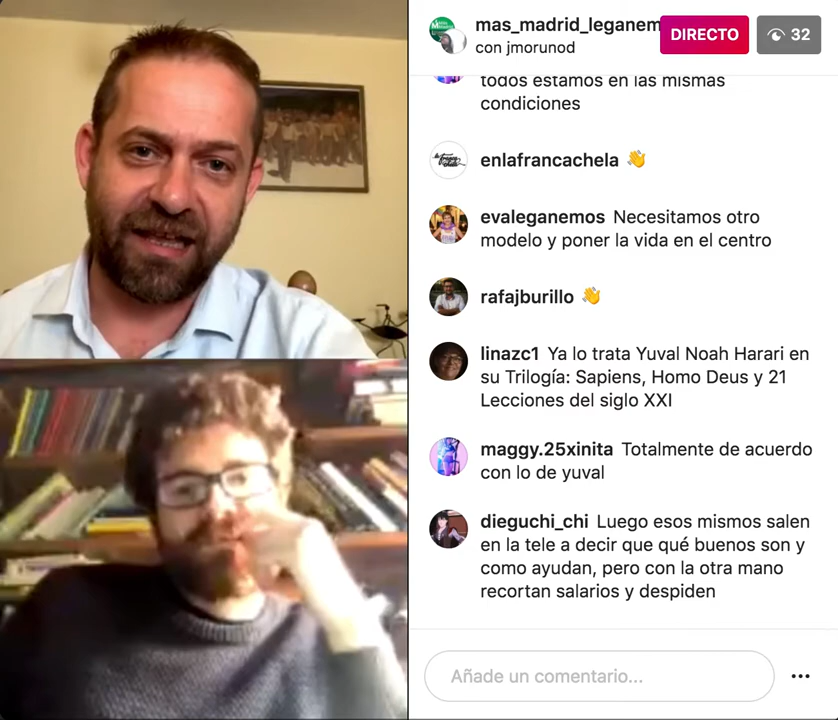 mas_madrid_leganem
con jmorunod
DIRECTO
32
todos estamos en las mismas
condiciones
enlafrancachela 👋
evaleganemos Necesitamos otro
modelo y poner la vida en el centro
rafajburillo 👋
linazc1 Ya lo trata Yuval Noah Harari en
su Trilogía: Sapiens, Homo Deus y 21
Lecciones del siglo XXI
maggy.25xinita Totalmente de acuerdo
con lo de yuval
dieguchi_chi Luego esos mismos salen
en la tele a decir que qué buenos son y
como ayudan, pero con la otra mano
recortan salarios y despiden
Añade un comentario...